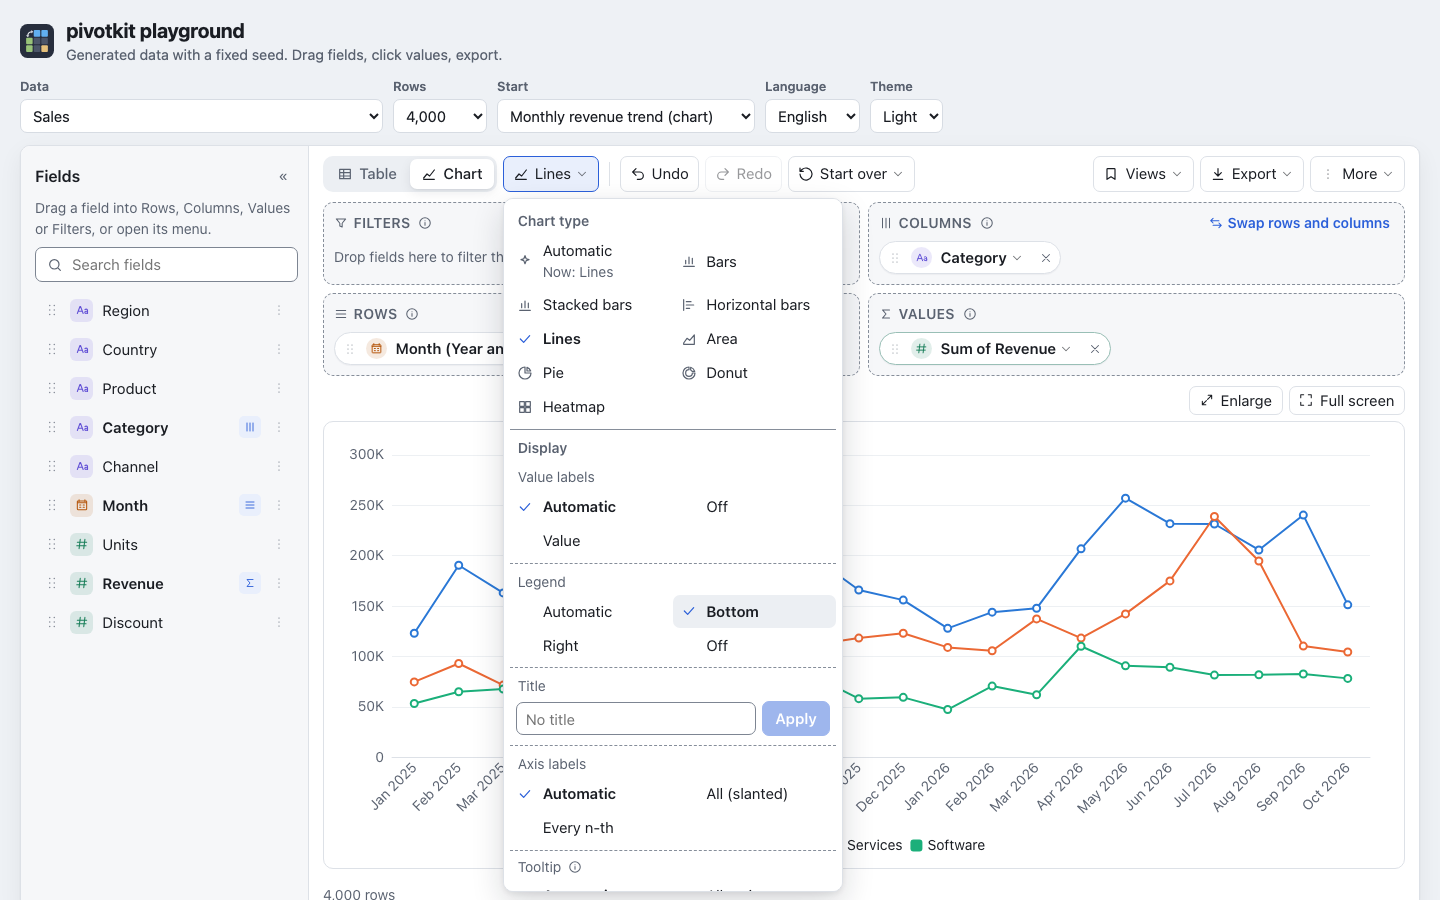 pivotkit playground
Generated data with a fixed seed. Drag fields, click values, export.
Data
Rows
Start
Language
Theme
Sales
4,000
Monthly revenue trend (chart)
English
Light
Fields
«
Drag a field into Rows, Columns, Values
or Filters, or open its menu.
Search fields
Aa Region
Aa Country
Aa Product
Aa Category
Aa Channel
Month
# Units
# Revenue Σ
# Discount
Table
Chart
Lines
Undo
Redo
Start over
Views
Export
More
FILTERS
Drop fields here to filter th
COLUMNS
Swap rows and columns
Aa Category
ROWS
Month (Year an
Σ VALUES
# Sum of Revenue
Enlarge
Full screen
Chart type
Automatic
Now: Lines
Bars
Stacked bars
Horizontal bars
Lines
Area
Pie
Donut
Heatmap
Display
Value labels
Automatic
Off
Value
Legend
Automatic
Bottom
Right
Off
Title
No title
Apply
Axis labels
Automatic
All (slanted)
Every n-th
Tooltip
300K
250K
200K
150K
100K
50K
0
Jan 2025
Feb 2025
Mar 2025
Dec 2025
Jan 2026
Feb 2026
Mar 2026
Apr 2026
May 2026
Jun 2026
Jul 2026
Aug 2026
Sep 2026
Oct 2026
Services
Software
4,000 rows